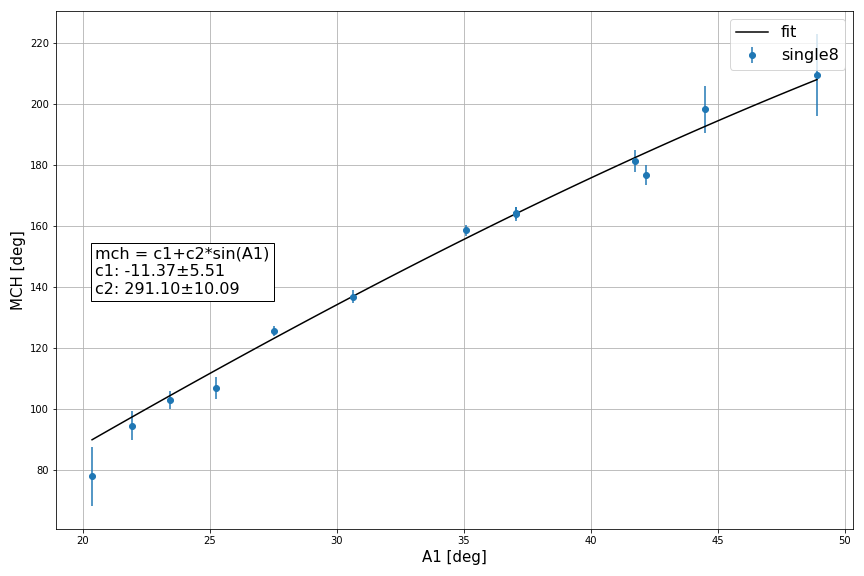 fit
single8
mch = c1+c2*sin(A1)
c1: -11.37±5.51
c2: 291.10±10.09
MCH [deg]
220
200
180
160
140
120
100
80
20 25 30 35 40 45 50
A1 [deg]